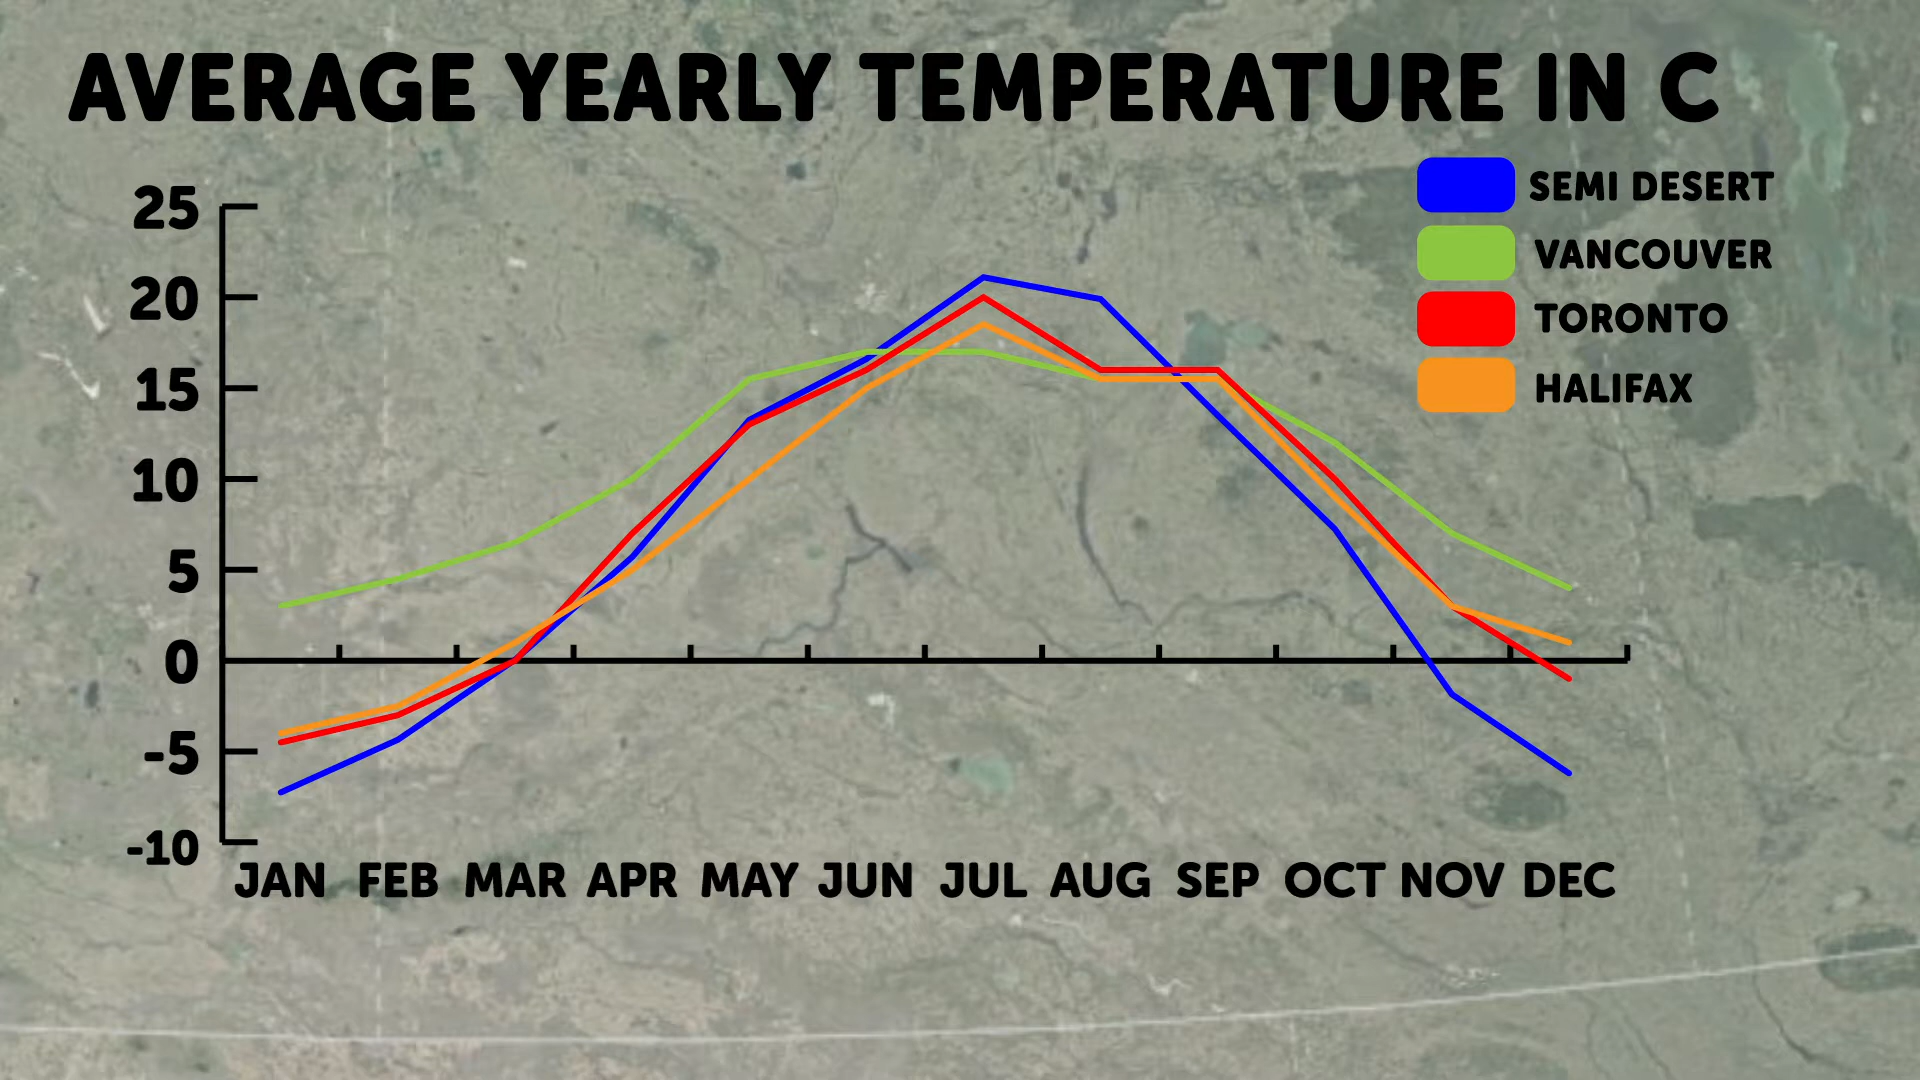 AVERAGE YEARLY TEMPERATURE IN C
SEMI DESERT
VANCOUVER
TORONTO
HALIFAX
25
20
15
10
5
0
-5
-10
JAN FEB MAR APR MAY JUN JUL AUG SEP OCT NOV DEC